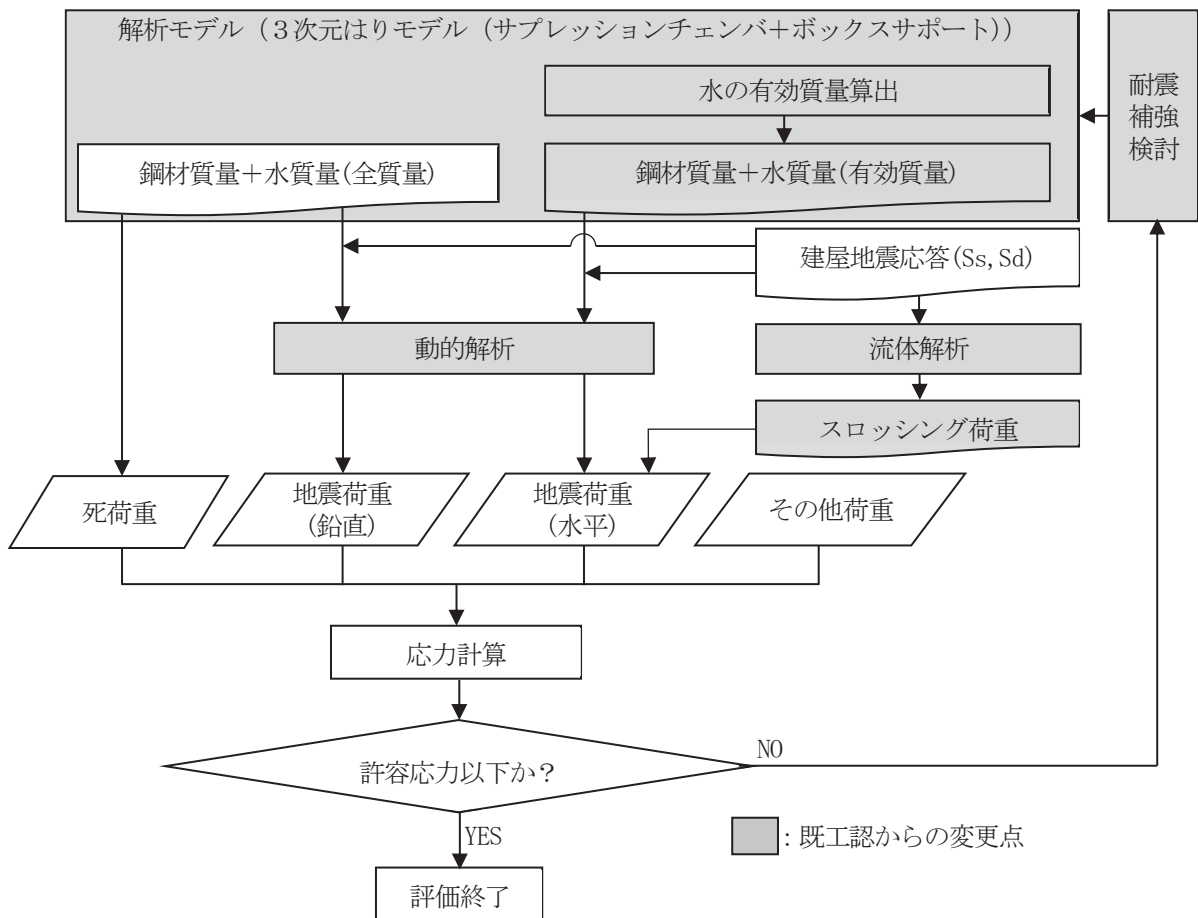 解析モデル（３次元はりモデル（サプレッションチェンバ＋ボックスサポート））
水の有効質量算出
耐震
補強
検討
鋼材質量＋水質量(全質量)
鋼材質量＋水質量(有効質量)
建屋地震応答(Ss, Sd)
動的解析
流体解析
スロッシング荷重
死荷重
地震荷重
(鉛直)
地震荷重
(水平)
その他荷重
応力計算
許容応力以下か？
NO
YES
：既工認からの変更点
評価終了